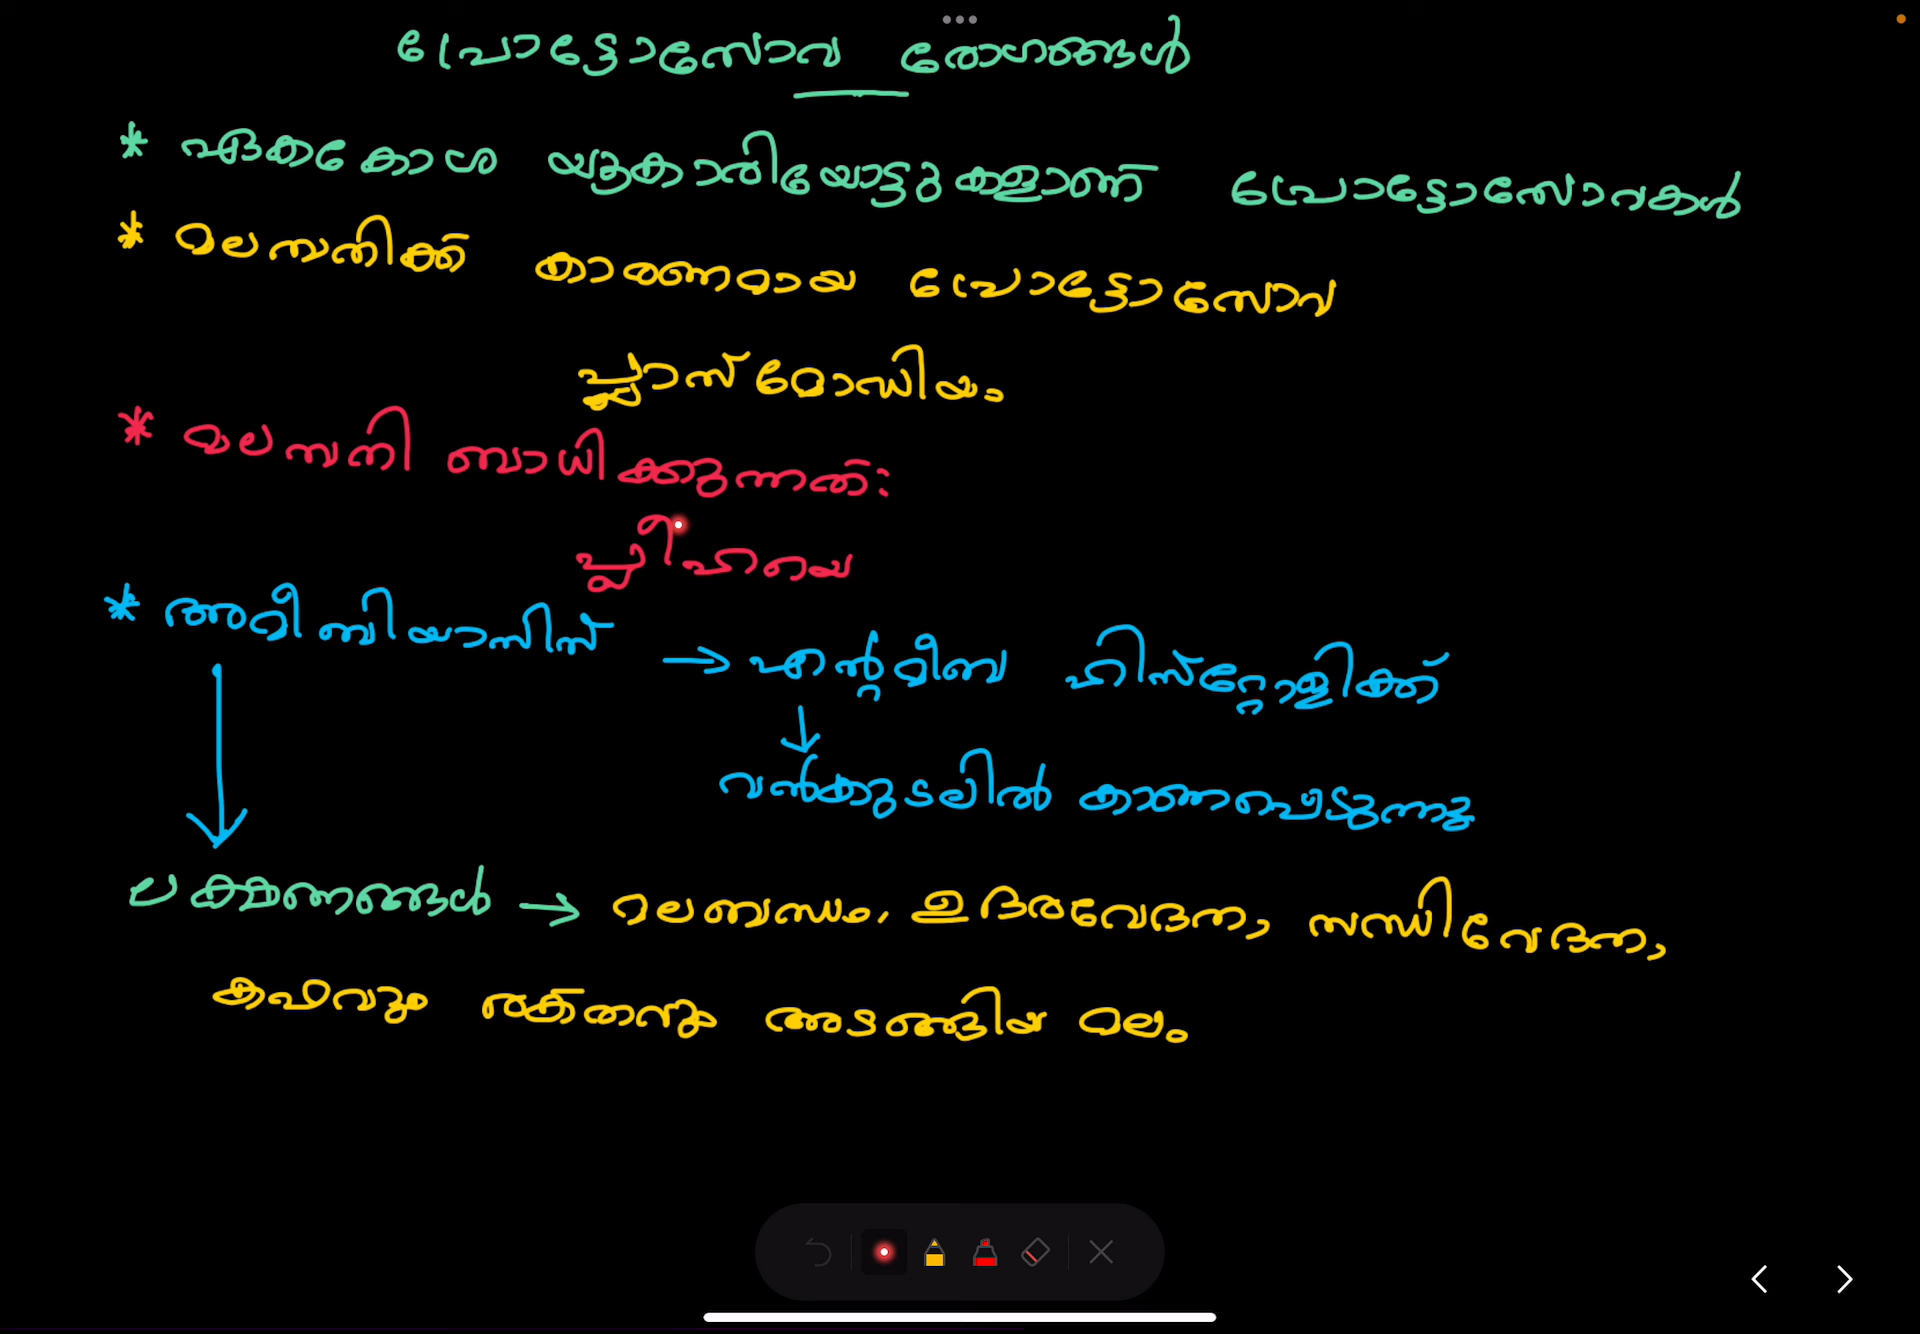 പ്രോട്ടോസോവ രോഗങ്ങൾ
* ഏകകോശ യൂകാരിയോട്ടുകളാണ് പ്രോട്ടോസോവകൾ
* മലമ്പനിക്ക് കാരണമായ പ്രോട്ടോസോവ
പ്ലാസ്മോഡിയം
* മലമ്പനി ബാധിക്കുന്നത്:
പ്ലീഹയെ
* അമീബിയാസിസ് → എന്റമീബ ഹിസ്റ്റോളിക്ക്
↓
വൻകുടലിൽ കാണപ്പെടുന്നു
ലക്ഷണങ്ങൾ → മലബന്ധം, ഉദരവേദന, സന്ധിവേദന,
കഫവും രക്തവും അടങ്ങിയ മലം